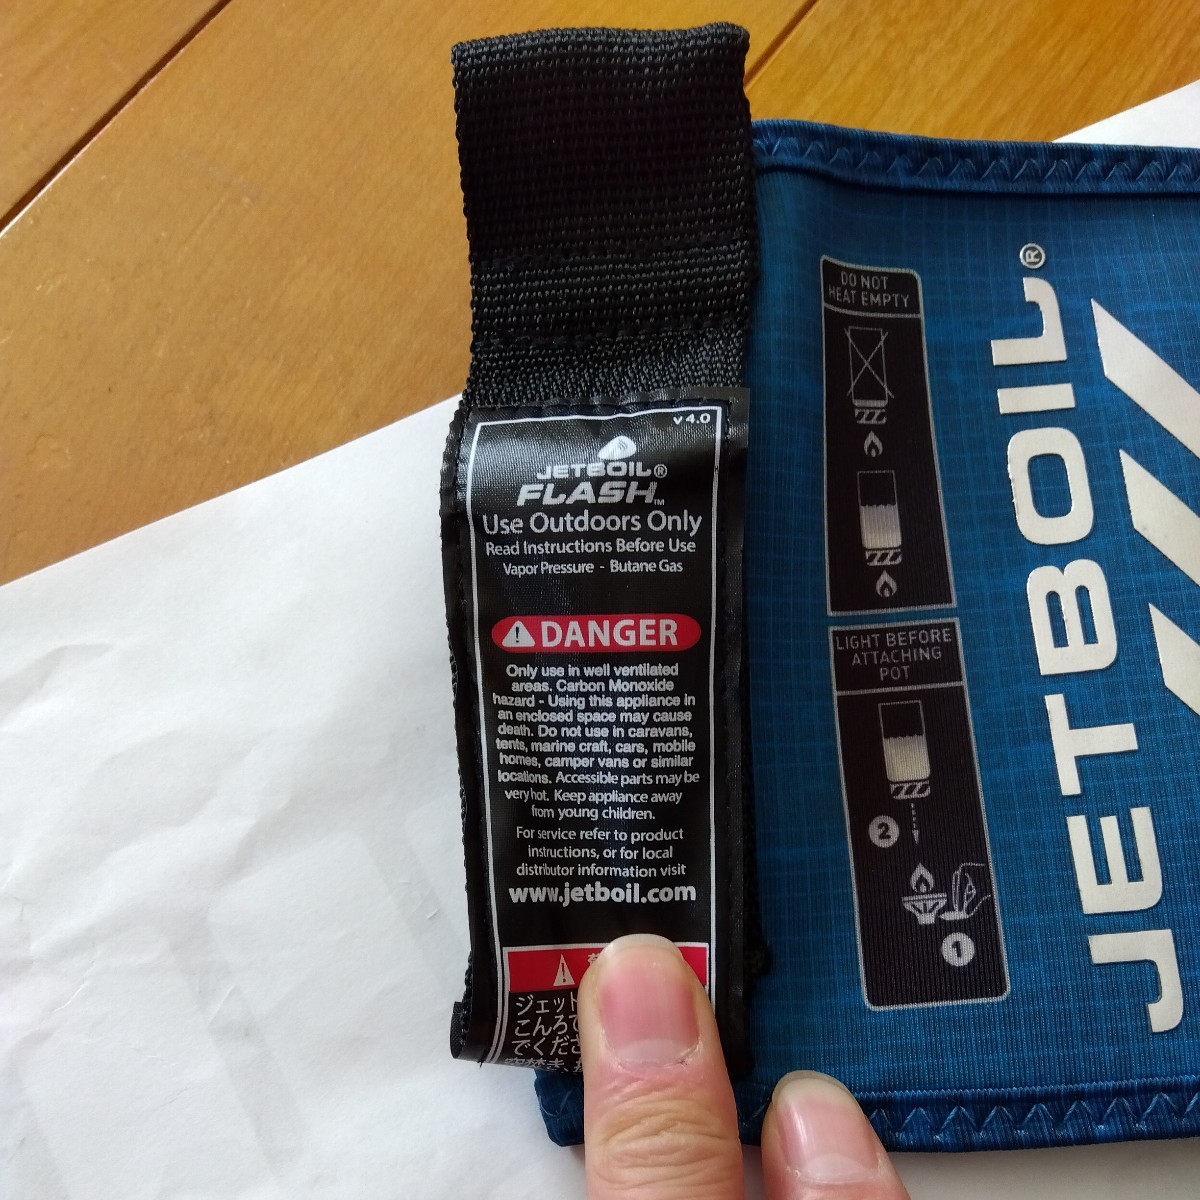 v 4.0
JETBOIL®
FLASH™
Use Outdoors Only
Read Instructions Before Use
Vapor Pressure - Butane Gas
DANGER
Only use in well ventilated
areas. Carbon Monoxide
hazard - Using this appliance in
an enclosed space may cause
death. Do not use in caravans,
tents, marine craft, cars, mobile
homes, camper vans or similar
locations. Accessible parts may be
very hot. Keep appliance away
from young children.
For service refer to product
instructions, or for local
distributor information visit
www.jetboil.com
ジェット
こんろで
でくださ
DO NOT
HEAT EMPTY
LIGHT BEFORE
ATTACHING
POT
2
1
JETBOIL®